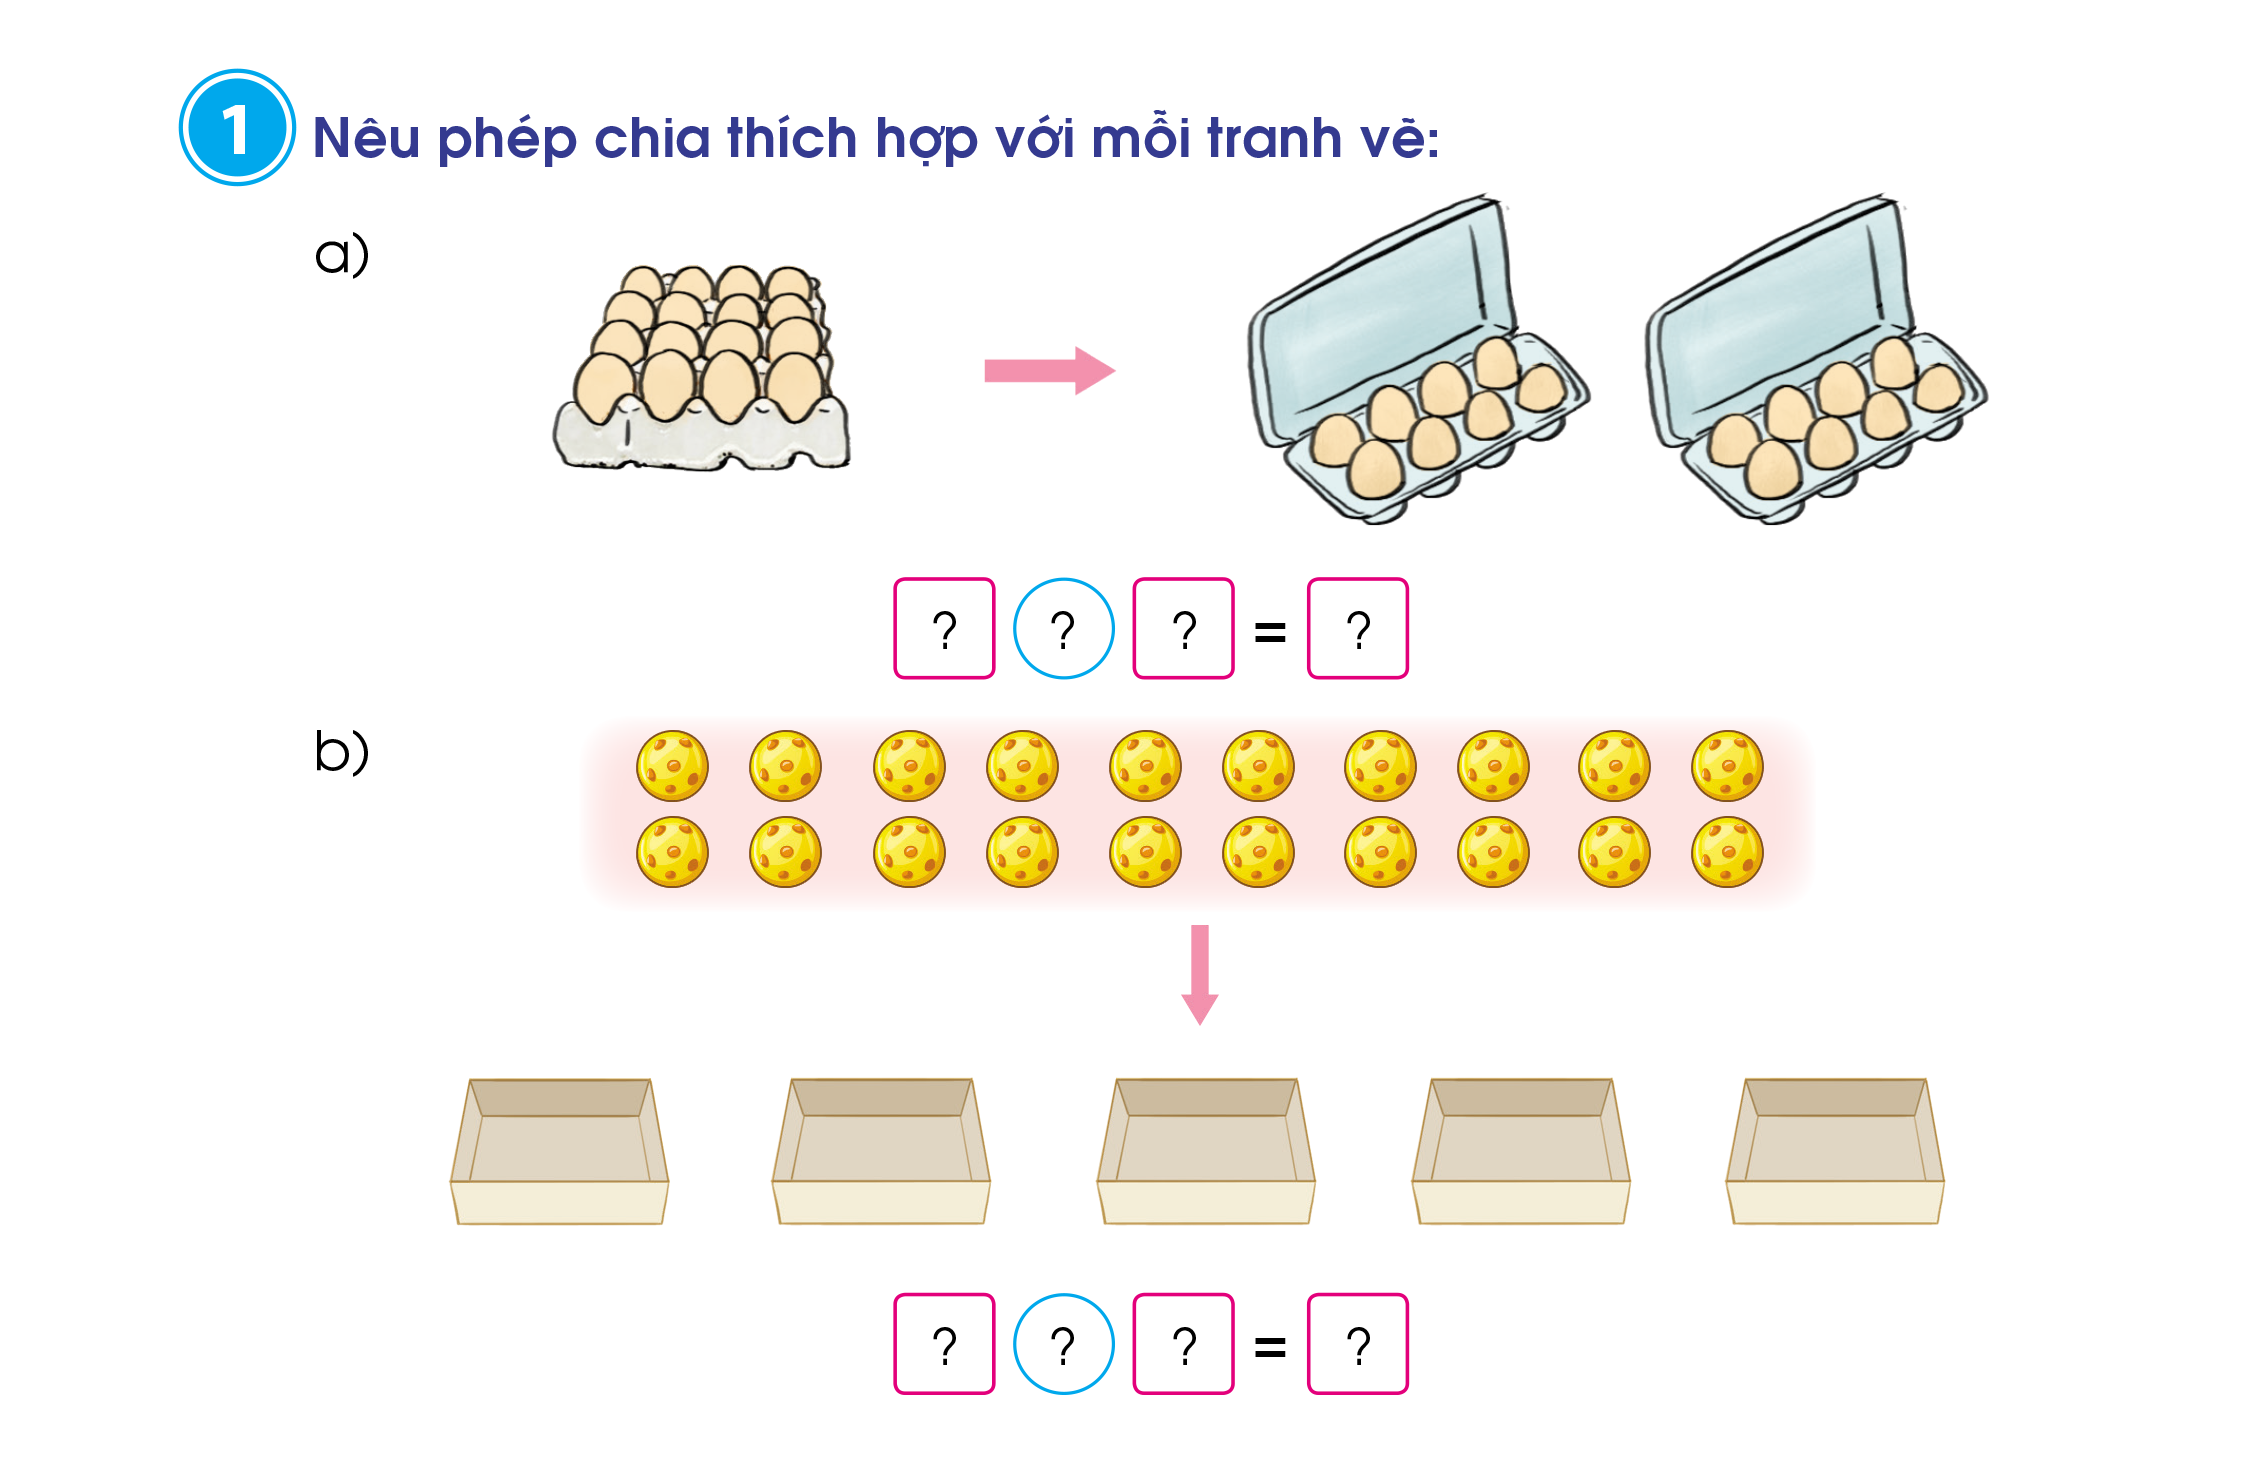 1 Nêu phép chia thích hợp với mỗi tranh vẽ:
a)
? ? ? = ?
b)
? ? ? = ?